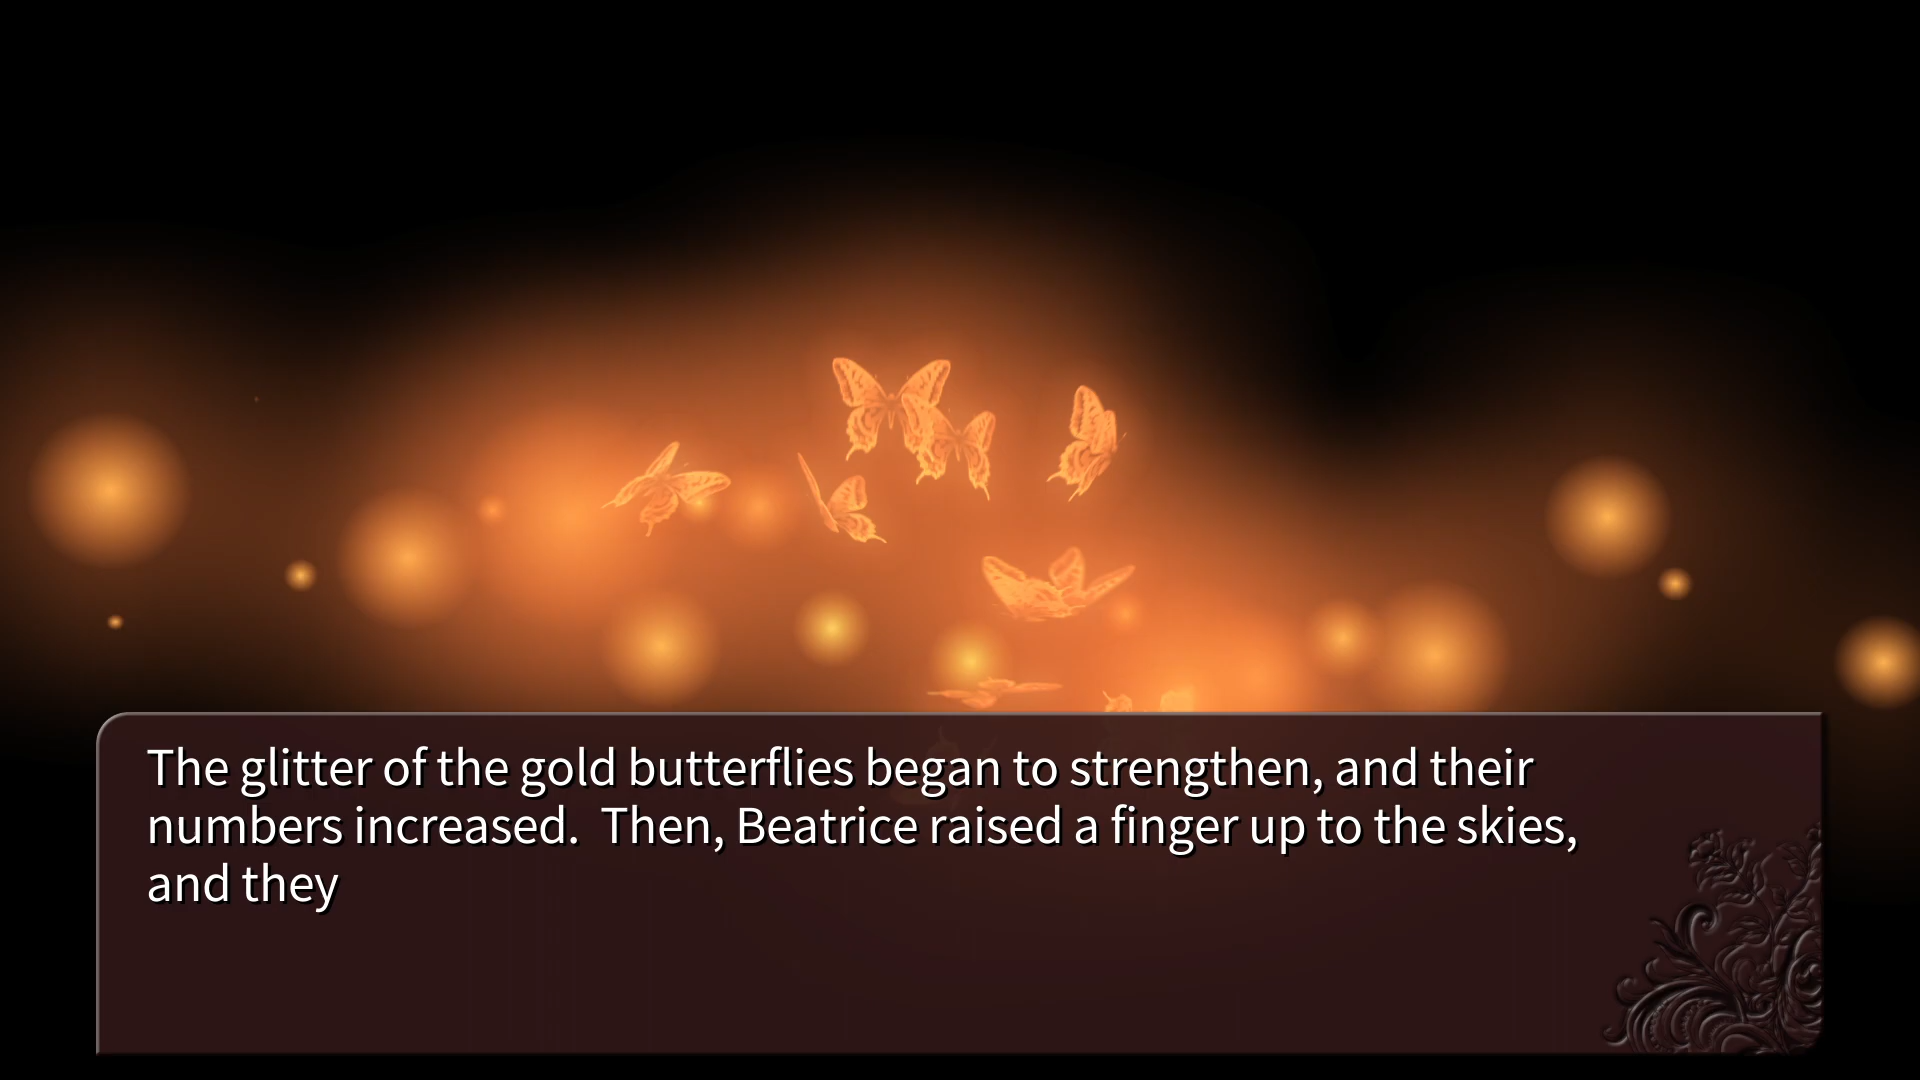 The glitter of the gold butterflies began to strengthen, and their
numbers increased.  Then, Beatrice raised a finger up to the skies,
and they